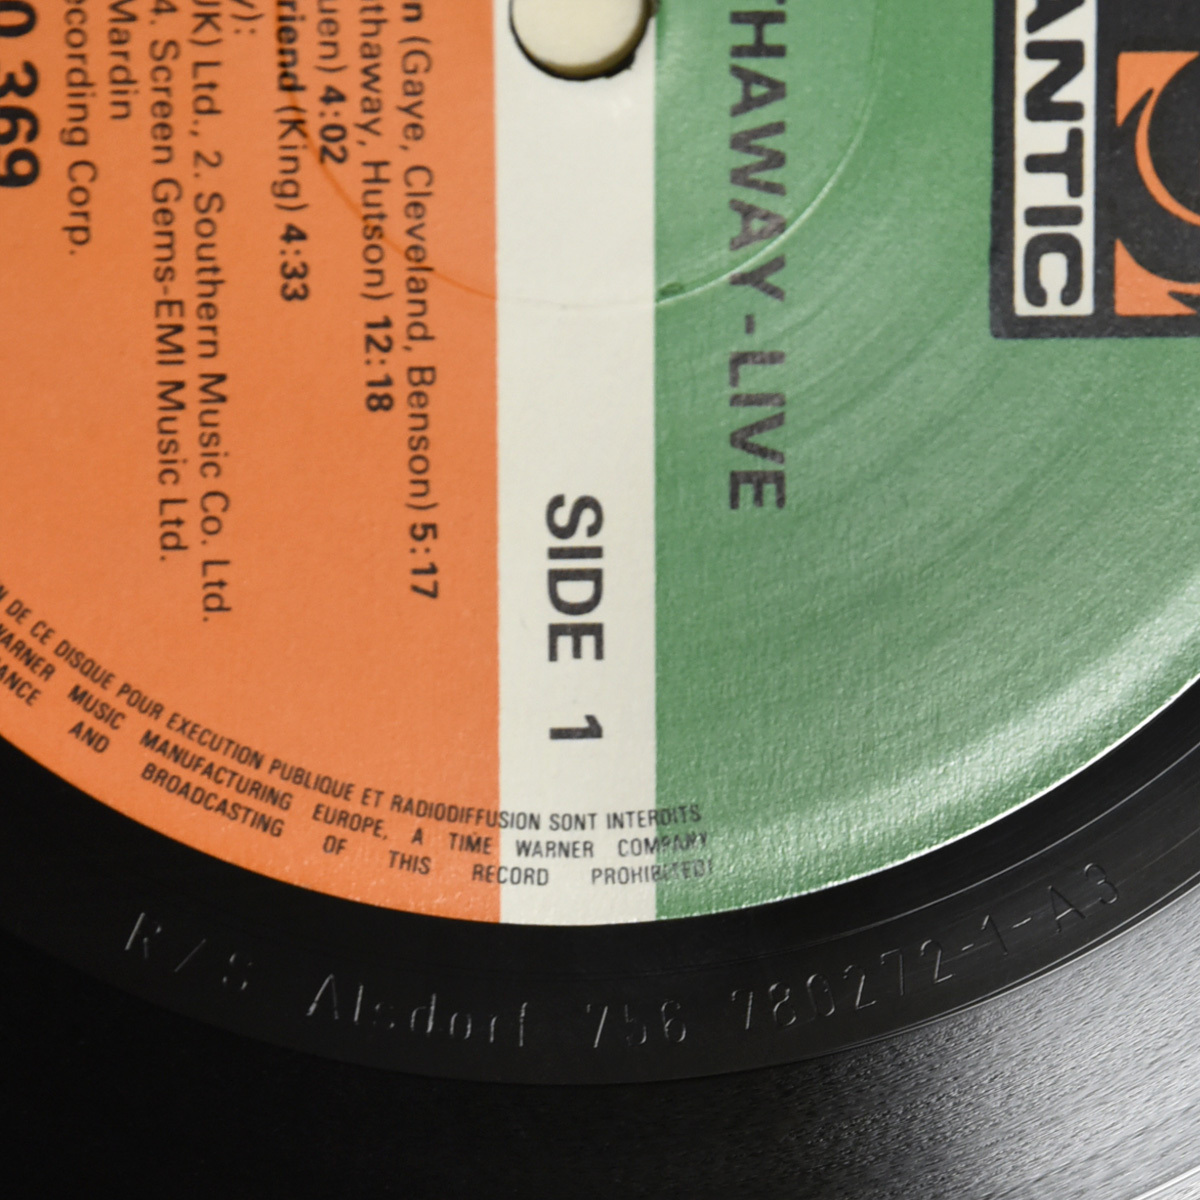 ANTIC
THAWAY-LIVE
SIDE 1
n (Gaye, Cleveland, Benson) 5:17
thaway, Hutson) 12:18
uen) 4:02
riend (King) 4:33
y):
UK) Ltd., 2. Southern Music Co. Ltd.
4. Screen Gems-EMI Music Ltd.
Mardin
ecording Corp.
0 369
N DE CE DISQUE POUR EXECUTION PUBLIQUE ET RADIODIFFUSION SONT INTERDITS
WARNER MUSIC MANUFACTURING EUROPE, A TIME WARNER COMPANY
ANCE AND BROADCASTING OF THIS RECORD PROHIBITED!
R/S Alsdorf 756 780272-1-A3